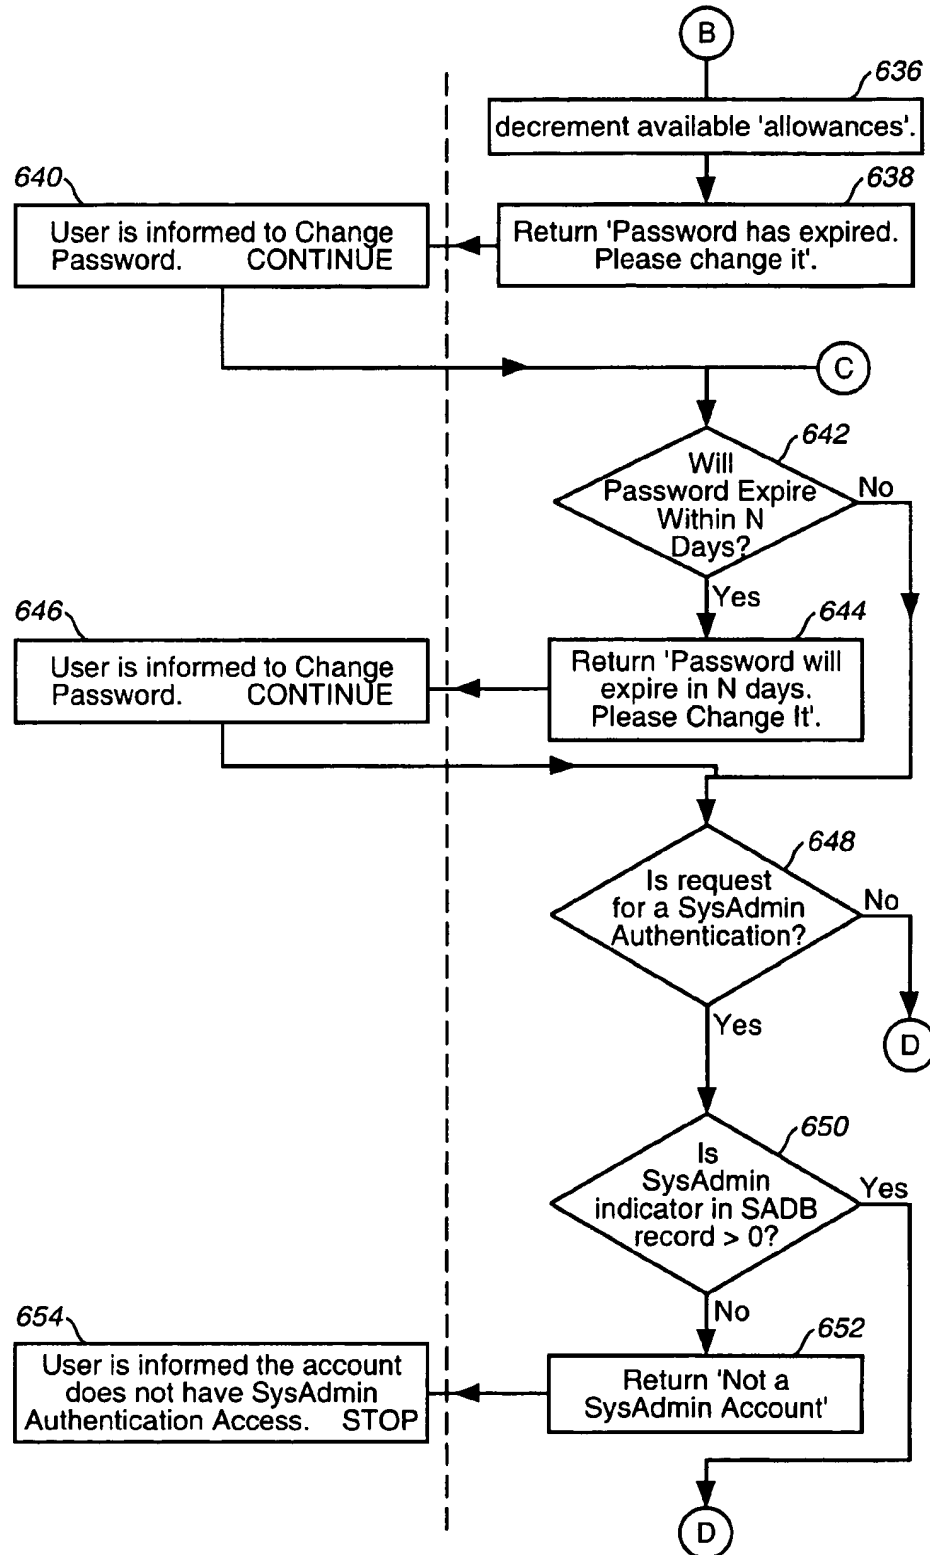 B
636
decrement available 'allowances'.
640
638
User is informed to Change
Password. CONTINUE
Return 'Password has expired.
Please change it'.
C
642
Will
Password Expire
Within N
Days?
No
Yes
646
644
User is informed to Change
Password. CONTINUE
Return 'Password will
expire in N days.
Please Change It'.
648
Is request
for a SysAdmin
Authentication?
No
Yes
D
650
Is
SysAdmin
indicator in SADB
record > 0?
Yes
No
654
652
User is informed the account
does not have SysAdmin
Authentication Access. STOP
Return 'Not a
SysAdmin Account'
D